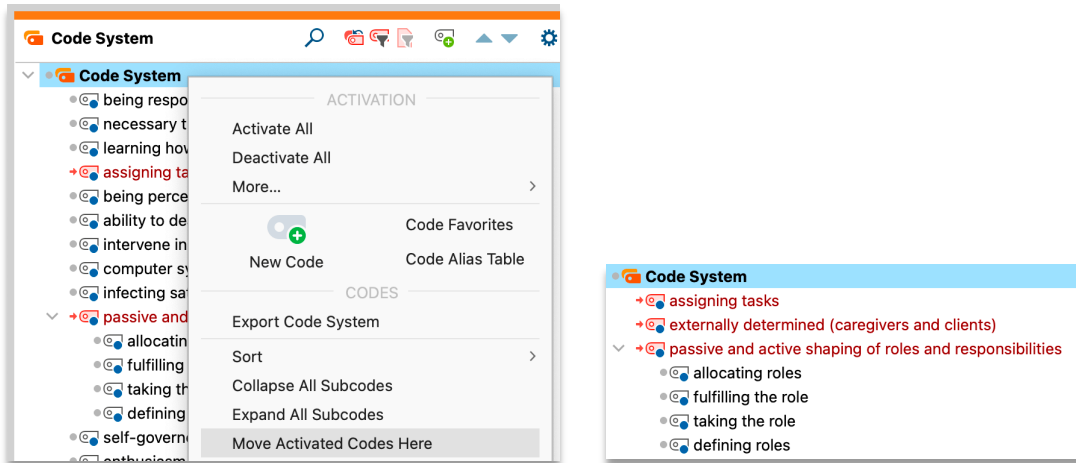 Code System
Code System
being respo
necessary t
learning how
assigning ta
being perce
ability to de
intervene in
computer sy
infecting sa
passive and
allocatin
fulfilling
taking th
defining
self-govern
ACTIVATION
Activate All
Deactivate All
More...
New Code
Code Favorites
Code Alias Table
CODES
Export Code System
Sort
Collapse All Subcodes
Expand All Subcodes
Move Activated Codes Here
Code System
assigning tasks
externally determined (caregivers and clients)
passive and active shaping of roles and responsibilities
allocating roles
fulfilling the role
taking the role
defining roles